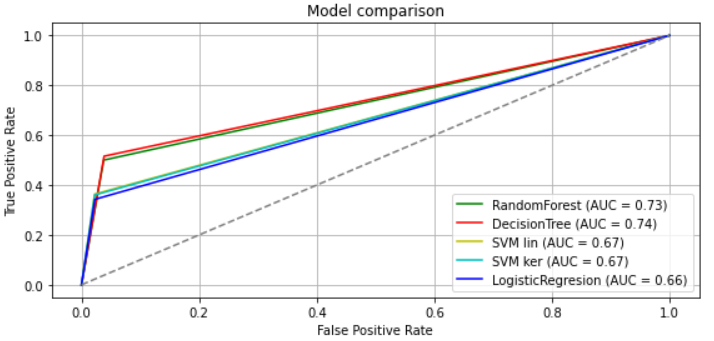 Model comparison
1.0
0.8
0.6
0.4
0.2
0.0
True Positive Rate
RandomForest (AUC = 0.73)
DecisionTree (AUC = 0.74)
SVM lin (AUC = 0.67)
SVM ker (AUC = 0.67)
LogisticRegresion (AUC = 0.66)
0.0 0.2 0.4 0.6 0.8 1.0
False Positive Rate